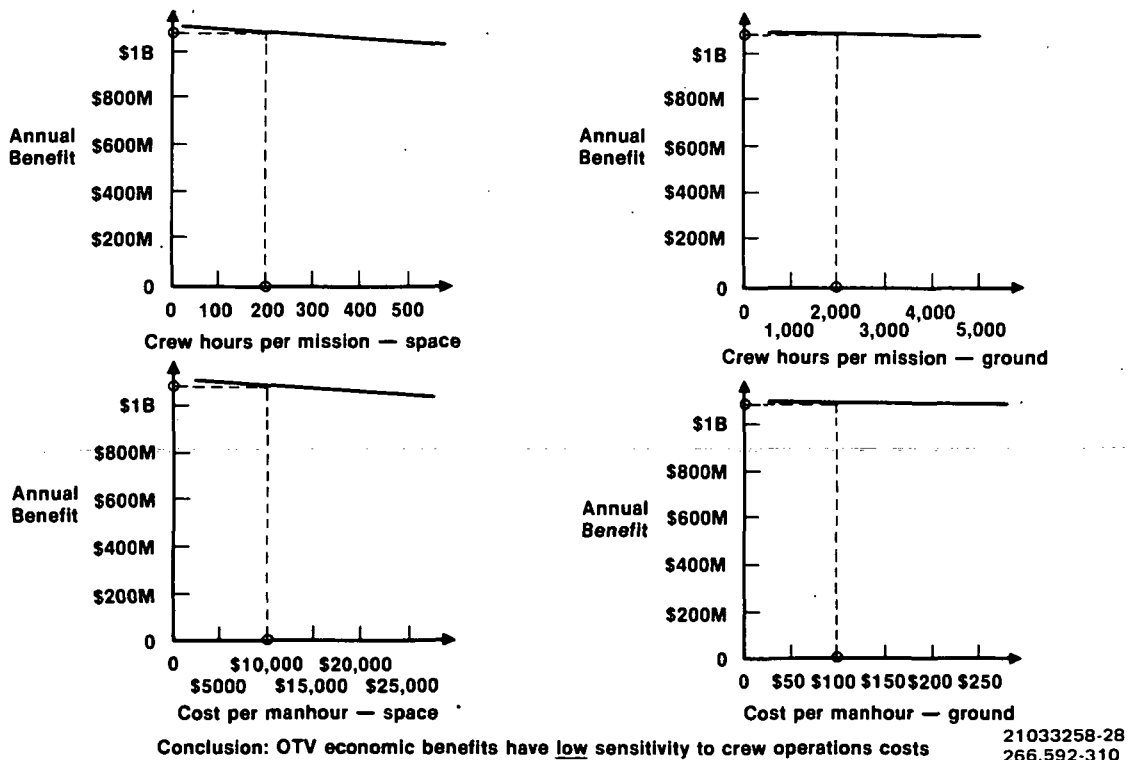 $1B
$800M
Annual
Benefit
$600M
$400M
$200M
0
0 100 200 300 400 500
Crew hours per mission — space
$1B
$800M
Annual
Benefit
$600M
$400M
$200M
0
0 2,000 4,000
1,000 3,000 5,000
Crew hours per mission — ground
$1B
$800M
Annual
Benefit
$600M
$400M
$200M
0
0 $10,000 $20,000
$5000 $15,000 $25,000
Cost per manhour — space
$1B
$800M
Annual
Benefit
$600M
$400M
$200M
0
0 $50 $100 $150 $200 $250
Cost per manhour — ground
Conclusion: OTV economic benefits have low sensitivity to crew operations costs
21033258-28
266.592-310